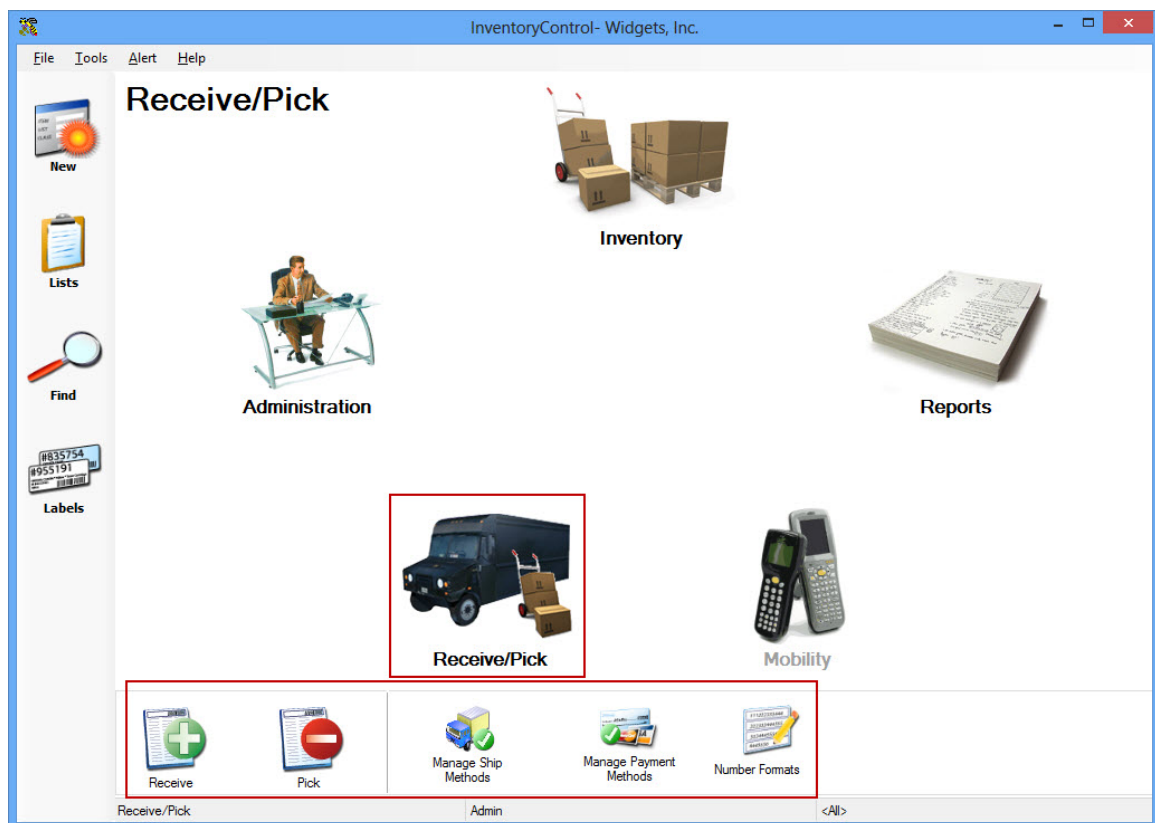 InventoryControl- Widgets, Inc.
File Tools Alert Help
Receive/Pick
New
Inventory
Lists
Administration
Reports
Find
#835754
#955191
Labels
Receive/Pick
Mobility
Receive
Pick
Manage Ship
Methods
Manage Payment
Methods
Number Formats
Receive/Pick Admin <All>